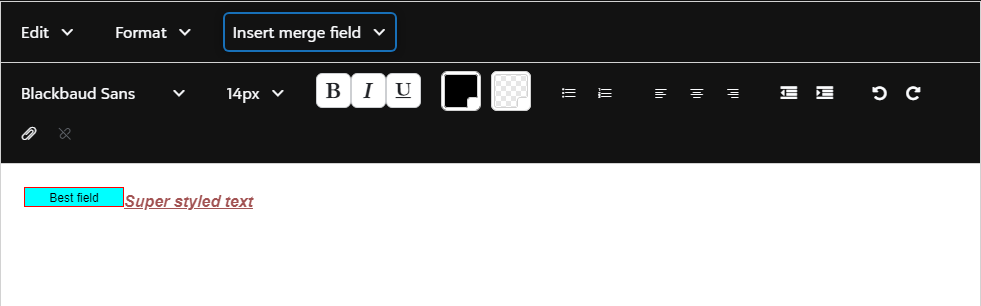 Edit Format Insert merge field
Blackbaud Sans 14px B I U
Best field Super styled text